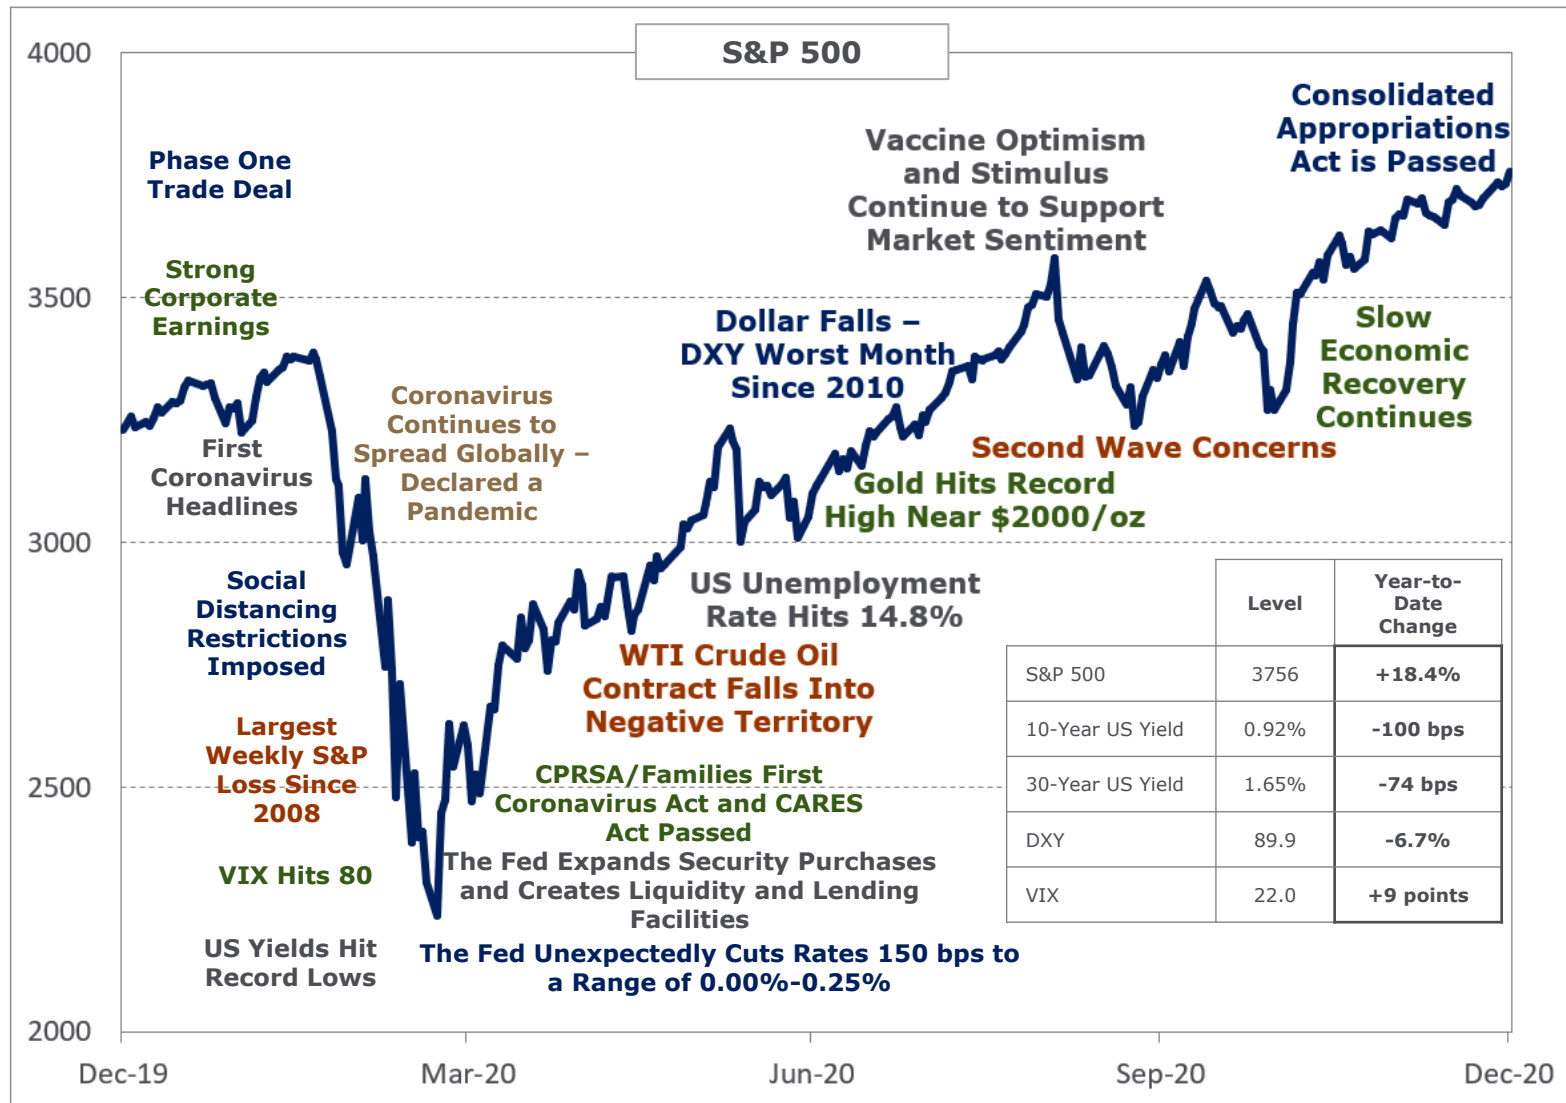 S&P 500
4000
3500
3000
2500
2000
Phase One
Trade Deal
Strong
Corporate
Earnings
First
Coronavirus
Headlines
Social
Distancing
Restrictions
Imposed
Largest
Weekly S&P
Loss Since
2008
VIX Hits 80
US Yields Hit
Record Lows
Coronavirus
Continues to
Spread Globally –
Declared a
Pandemic
CPRSA/Families First
Coronavirus Act and CARES
Act Passed
The Fed Expands Security Purchases
and Creates Liquidity and Lending
Facilities
The Fed Unexpectedly Cuts Rates 150 bps to
a Range of 0.00%-0.25%
WTI Crude Oil
Contract Falls Into
Negative Territory
US Unemployment
Rate Hits 14.8%
Dollar Falls –
DXY Worst Month
Since 2010
Gold Hits Record
High Near $2000/oz
Vaccine Optimism
and Stimulus
Continue to Support
Market Sentiment
Second Wave Concerns
Slow
Economic
Recovery
Continues
Consolidated
Appropriations
Act is Passed
Level Year-to-
Date
Change
S&P 500 3756 +18.4%
10-Year US Yield 0.92% -100 bps
30-Year US Yield 1.65% -74 bps
DXY 89.9 -6.7%
VIX 22.0 +9 points
Dec-19 Mar-20 Jun-20 Sep-20 Dec-20